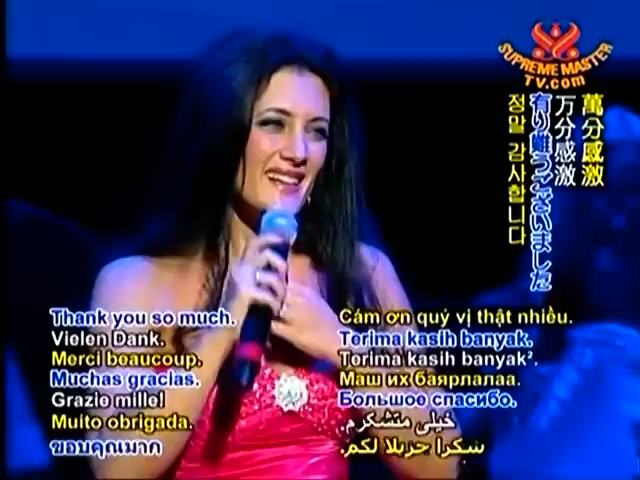 SUPREME MASTER
TV.com
萬分感激
万分感激
有り難うございました
정말 감사합니다
Thank you so much.
Vielen Dank.
Merci beaucoup.
Muchas gracias.
Grazie mille!
Muito obrigada.
ขอบคุณมาก
Cám ơn quý vị thật nhiều.
Terima kasih banyak.
Terima kasih banyak².
Маш их баярлалаа.
Большое спасибо.
خیلی متشکرم.
شكرا جزيلا لكم.